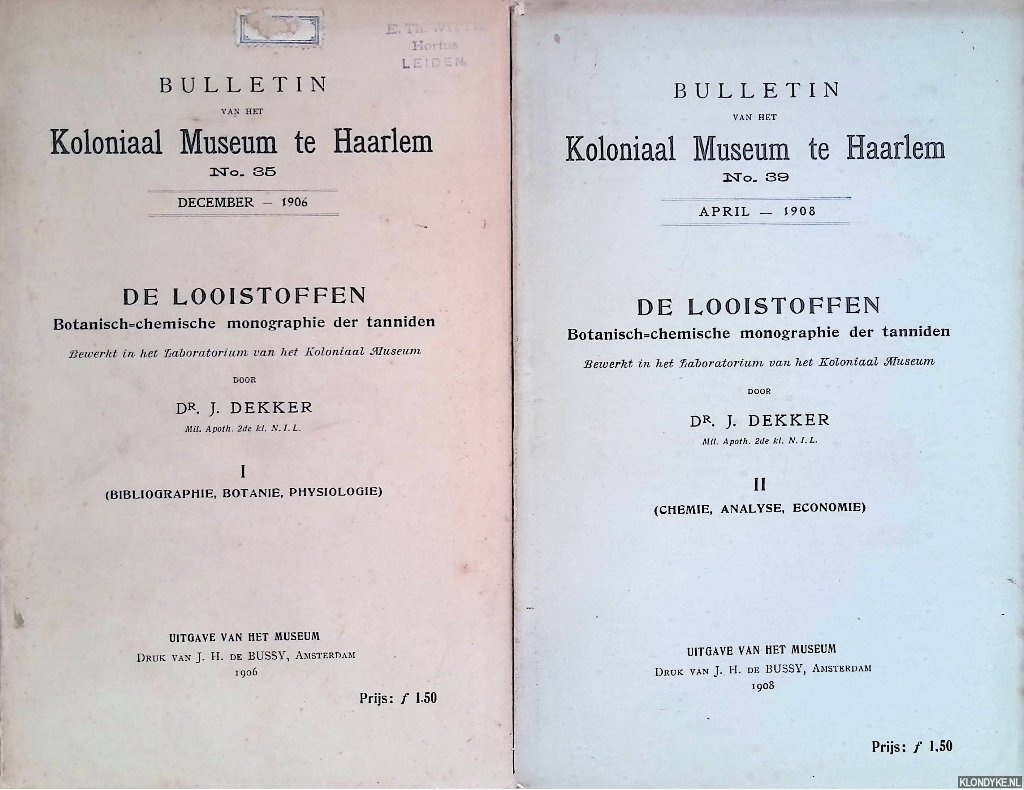 E. Th. WITTE
Hortus
LEIDEN.
BULLETIN
VAN HET
Koloniaal Museum te Haarlem
No. 35
DECEMBER — 1906
DE LOOISTOFFEN
Botanisch=chemische monographie der tanniden
Bewerkt in het Laboratorium van het Koloniaal Museum
DOOR
DR. J. DEKKER
Mil. Apoth. 2de kl. N. I. L.
I
(BIBLIOGRAPHIE, BOTANIE, PHYSIOLOGIE)
UITGAVE VAN HET MUSEUM
DRUK VAN J. H. DE BUSSY, AMSTERDAM
1906
Prijs: f 1.50
BULLETIN
VAN HET
Koloniaal Museum te Haarlem
No. 39
APRIL — 1908
DE LOOISTOFFEN
Botanisch=chemische monographie der tanniden
Bewerkt in het Laboratorium van het Koloniaal Museum
DOOR
DR. J. DEKKER
Mil. Apoth. 2de kl. N. I. L.
II
(CHEMIE, ANALYSE, ECONOMIE)
UITGAVE VAN HET MUSEUM
DRUK VAN J. H. DE BUSSY, AMSTERDAM
1908
Prijs: f 1.50
KLONDYKE.NL